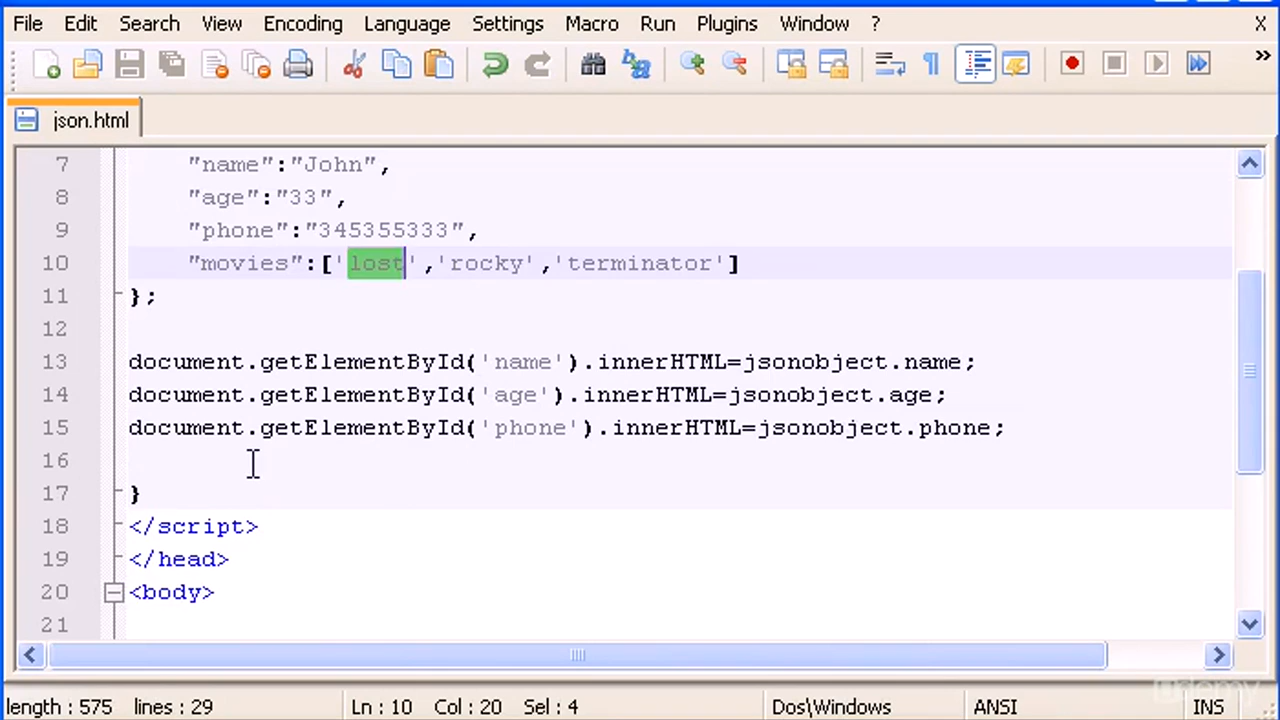 File Edit Search View Encoding Language Settings Macro Run Plugins Window ? X
json.html
7 "name":"John",
8 "age":"33",
9 "phone":"345355333",
10 "movies":['lost','rocky','terminator']
11 };
12
13 document.getElementById('name').innerHTML=jsonobject.name;
14 document.getElementById('age').innerHTML=jsonobject.age;
15 document.getElementById('phone').innerHTML=jsonobject.phone;
16
17 }
18 </script>
19 </head>
20 <body>
21
length : 575 lines : 29 Ln : 10 Col : 20 Sel : 4 Dos\Windows ANSI INS
udemy